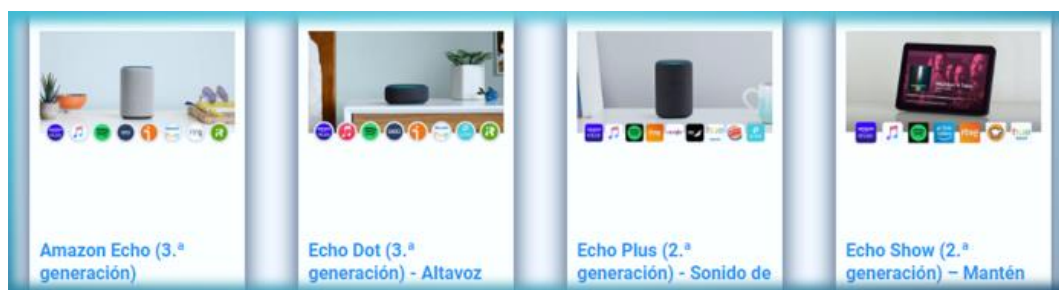 Amazon Echo (3.ª
generación)
Echo Dot (3.ª
generación) - Altavoz
Echo Plus (2.ª
generación) - Sonido de
Echo Show (2.ª
generación) – Mantén